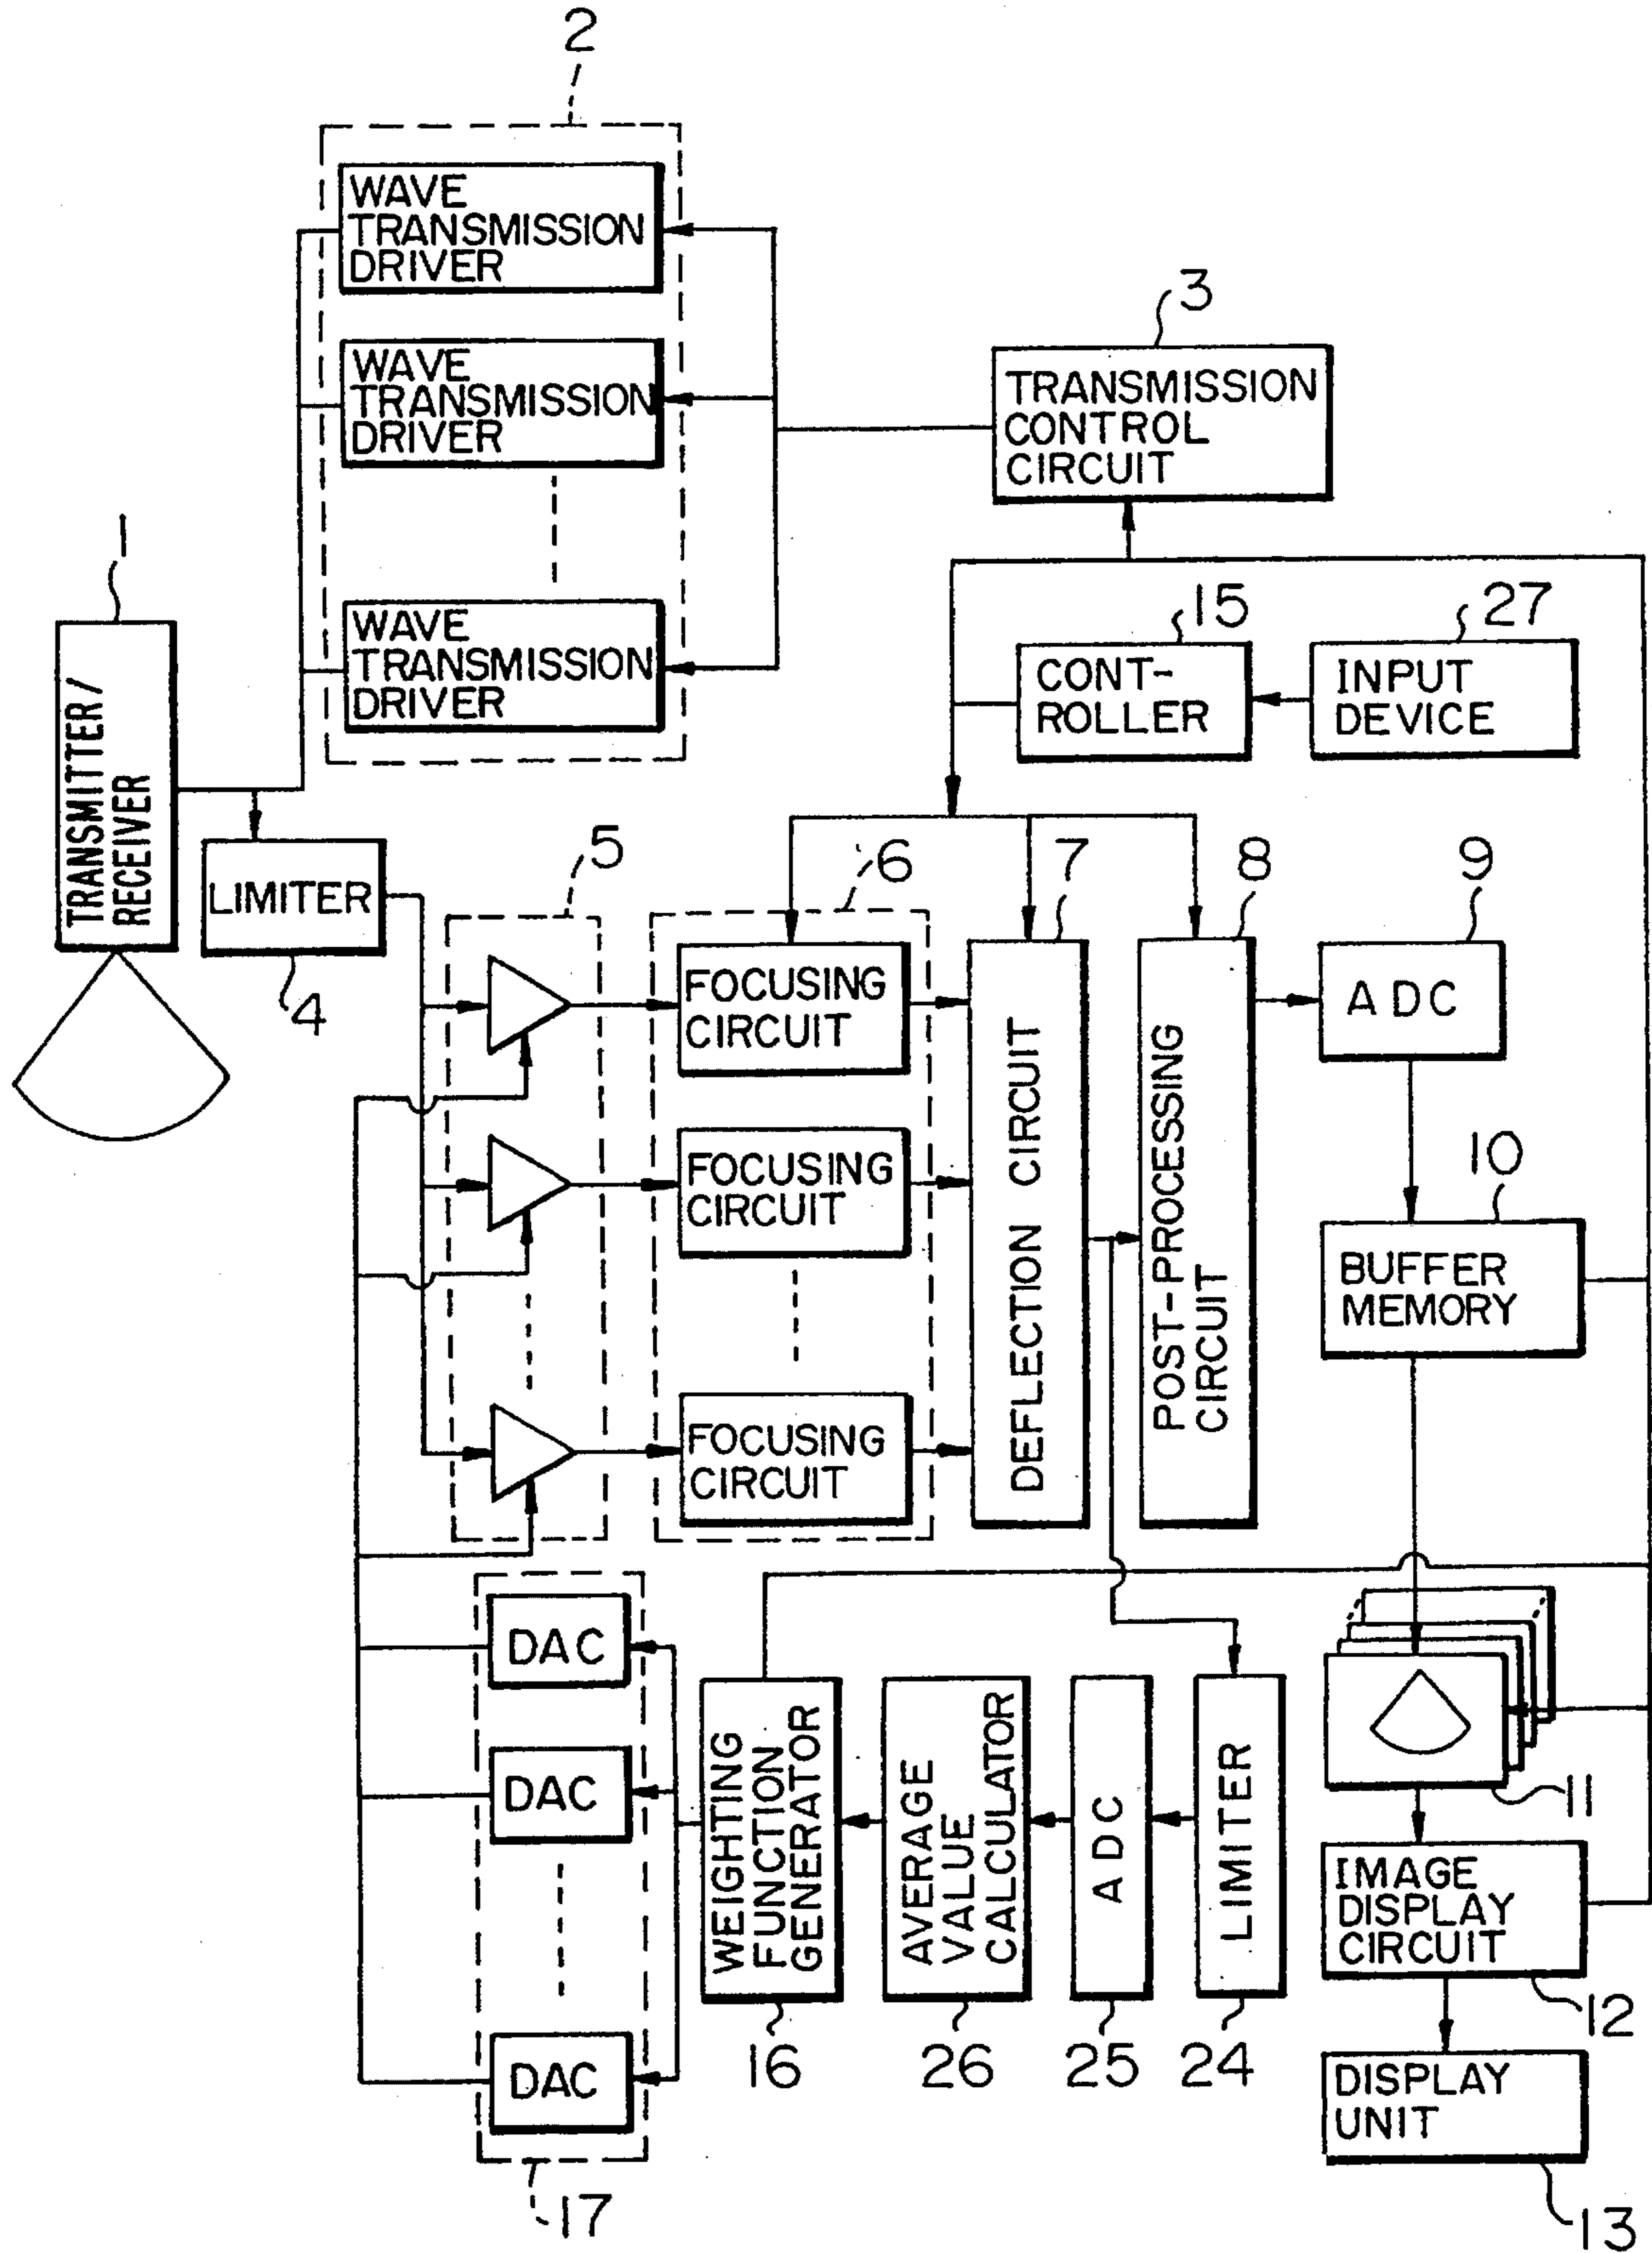 2
WAVE
TRANSMISSION
DRIVER
WAVE
TRANSMISSION
DRIVER
3
TRANSMISSION
CONTROL
CIRCUIT
1
WAVE
TRANSMISSION
DRIVER
15
CONT-
ROLLER
27
INPUT
DEVICE
TRANSMITTER/
RECEIVER
LIMITER
4
5
6
7
8
9
FOCUSING
CIRCUIT
FOCUSING
CIRCUIT
FOCUSING
CIRCUIT
DEFLECTION CIRCUIT
POST-PROCESSING
CIRCUIT
ADC
10
BUFFER
MEMORY
DAC
DAC
DAC
17
WEIGHTING
FUNCTION
GENERATOR
16
AVERAGE
VALUE
CALCULATOR
26
ADC
25
LIMITER
24
11
IMAGE
DISPLAY
CIRCUIT
12
DISPLAY
UNIT
13